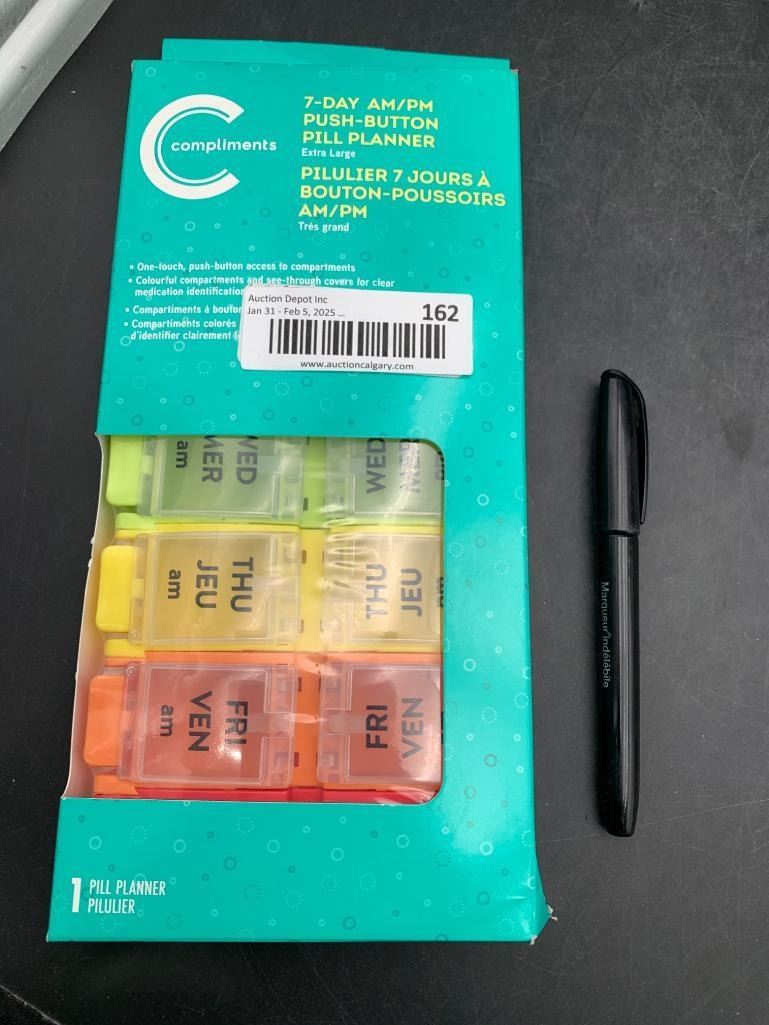 compliments
7-DAY AM/PM
PUSH-BUTTON
PILL PLANNER
Extra Large
PILULIER 7 JOURS À
BOUTON-POUSSOIRS
AM/PM
Très grand
• One-touch, push-button access to compartments
• Colourful compartments and see-through covers for clear
medication identification
• Compartiments à bouton
• Compartiments colorés
d'identifier clairement
Auction Depot Inc
Jan 31 - Feb 5, 2025 ...
162
www.auctioncalgary.com
WED
MER
am
WED
MER
THU
JEU
am
THU
JEU
FRI
VEN
am
FRI
VEN
1 PILL PLANNER
PILULIER
Marqueur indélébile